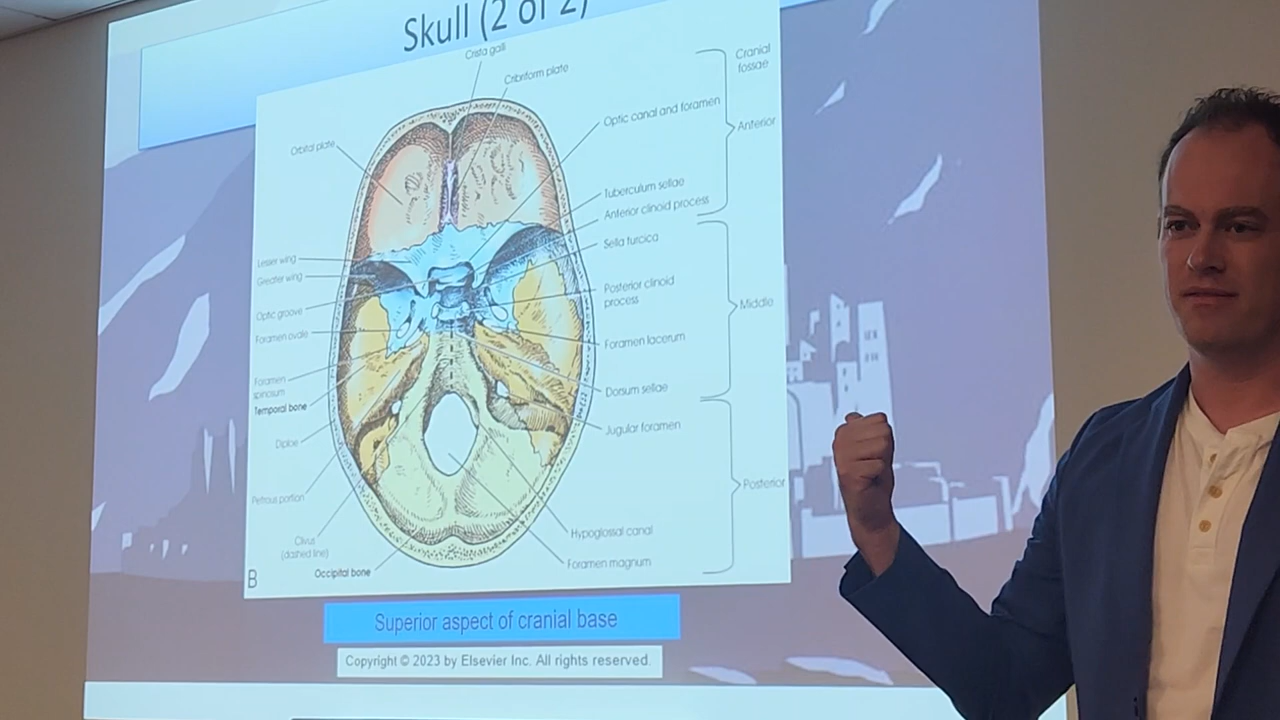 Skull (2 of 2)
Crista galli
Cribriform plate
Cranial
fossae
Optic canal and foramen
Anterior
Orbital plate
Tuberculum sellae
Anterior clinoid process
Sella turcica
Lesser wing
Greater wing
Posterior clinoid
process
Middle
Optic groove
Foramen ovale
Foramen lacerum
Foramen
spinosum
Dorsum sellae
Temporal bone
Jugular foramen
Diploe
Posterior
Petrous portion
Hypoglossal canal
Clivus
(dashed line)
Foramen magnum
Occipital bone
B
Superior aspect of cranial base
Copyright © 2023 by Elsevier Inc. All rights reserved.